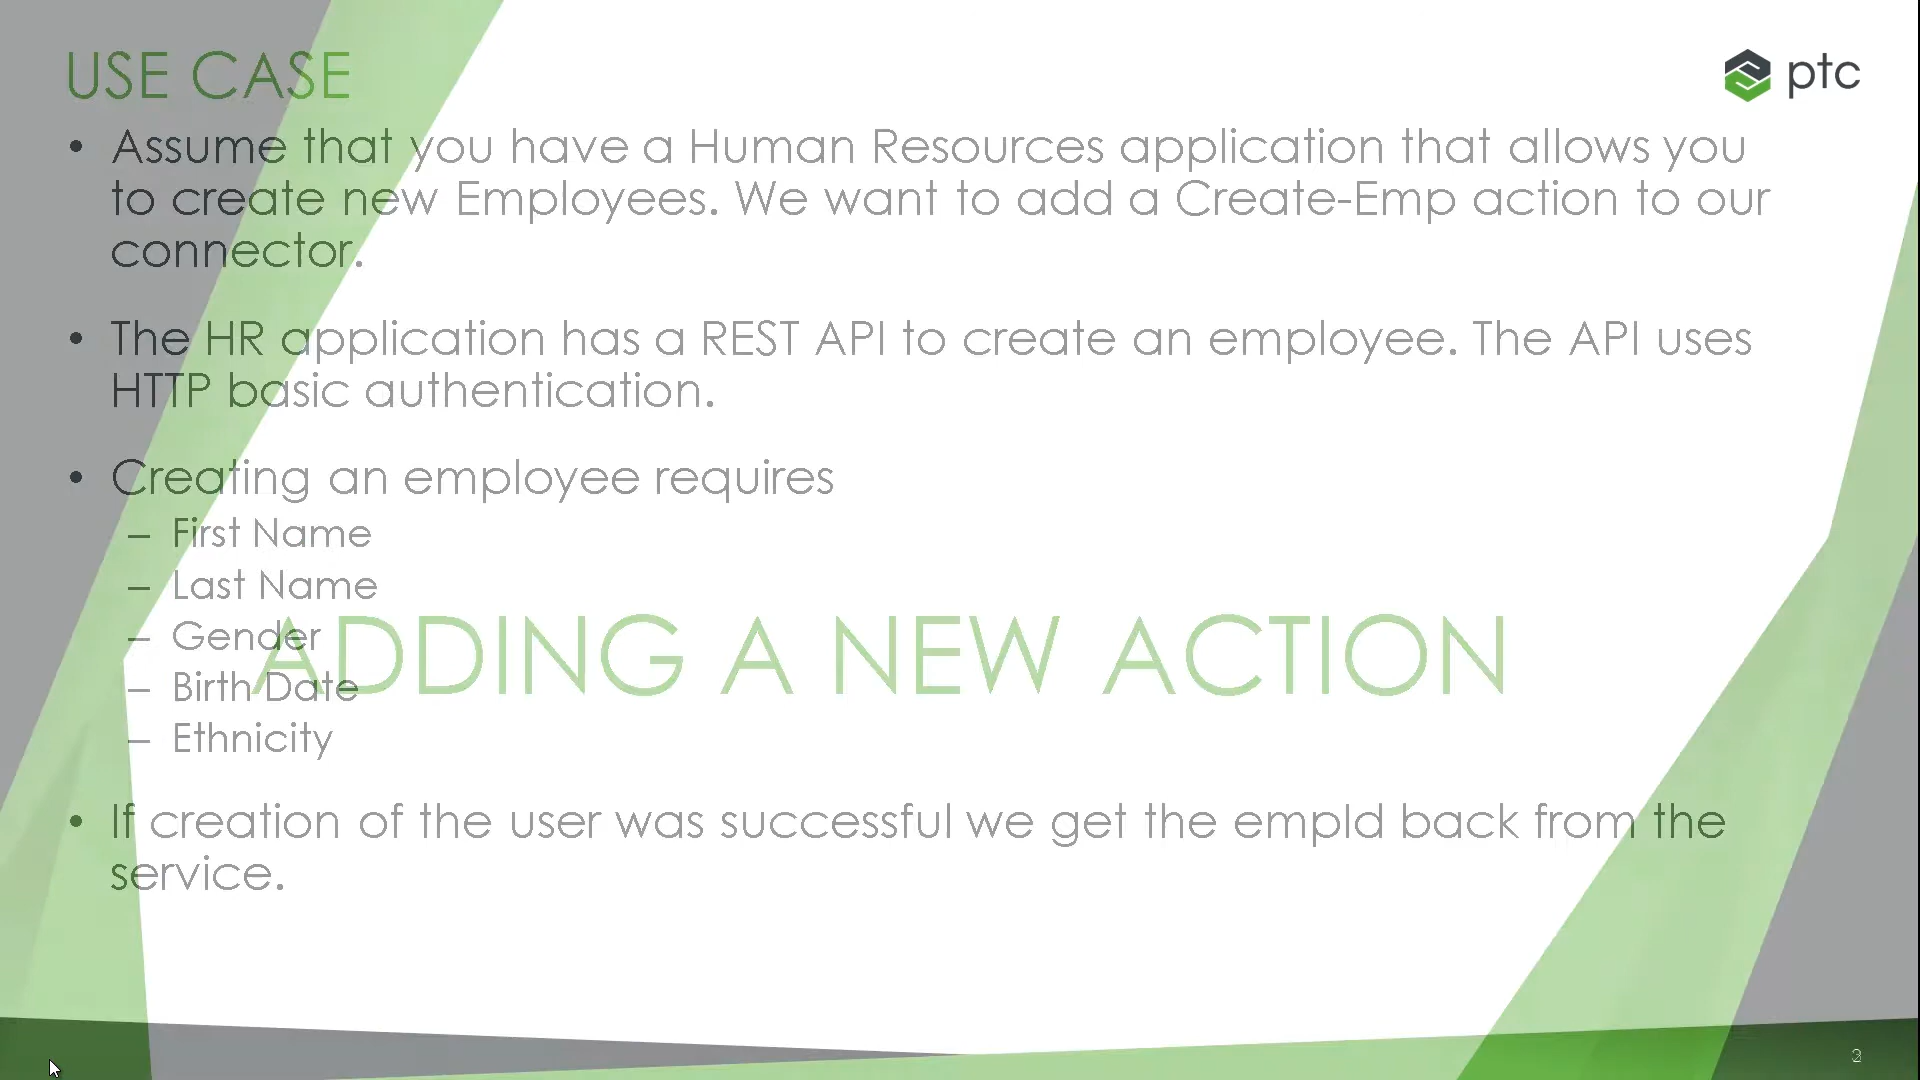 USE CASE
ptc
• Assume that you have a Human Resources application that allows you
to create new Employees. We want to add a Create-Emp action to our
connector.
• The HR application has a REST API to create an employee. The API uses
HTTP basic authentication.
• Creating an employee requires
– First Name
– Last Name
– Gender
ADDING A NEW ACTION
– Birth Date
– Ethnicity
• If creation of the user was successful we get the empId back from the
service.